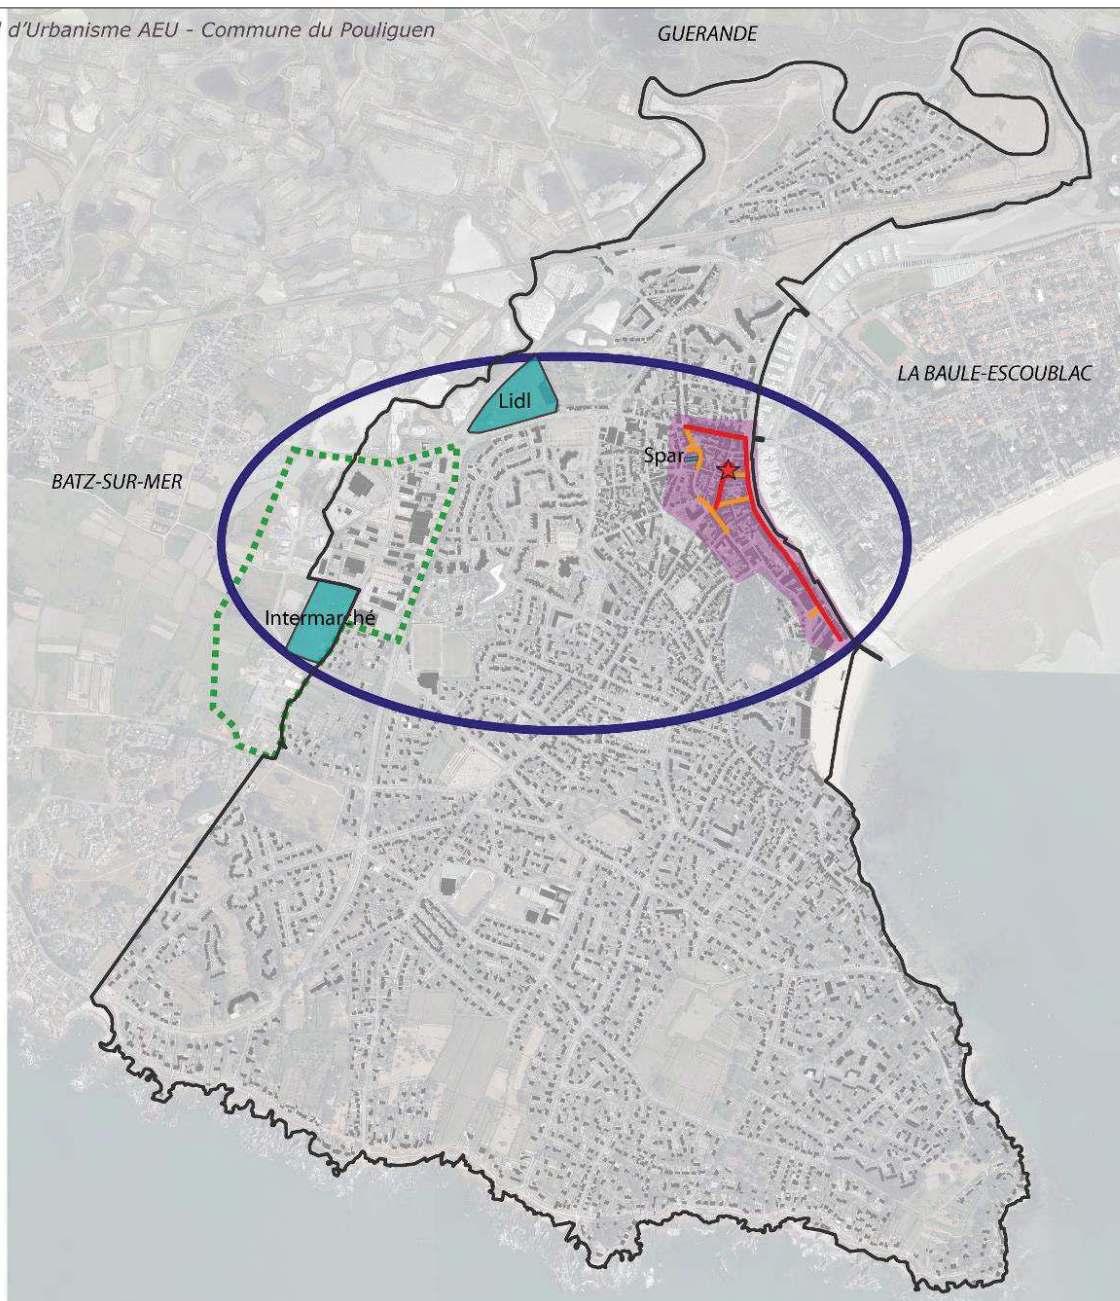 d'Urbanisme AEU - Commune du Pouliguen
GUERANDE
LA BAULE-ESCOUBLAC
Lidl
Spar
BATZ-SUR-MER
Intermarché